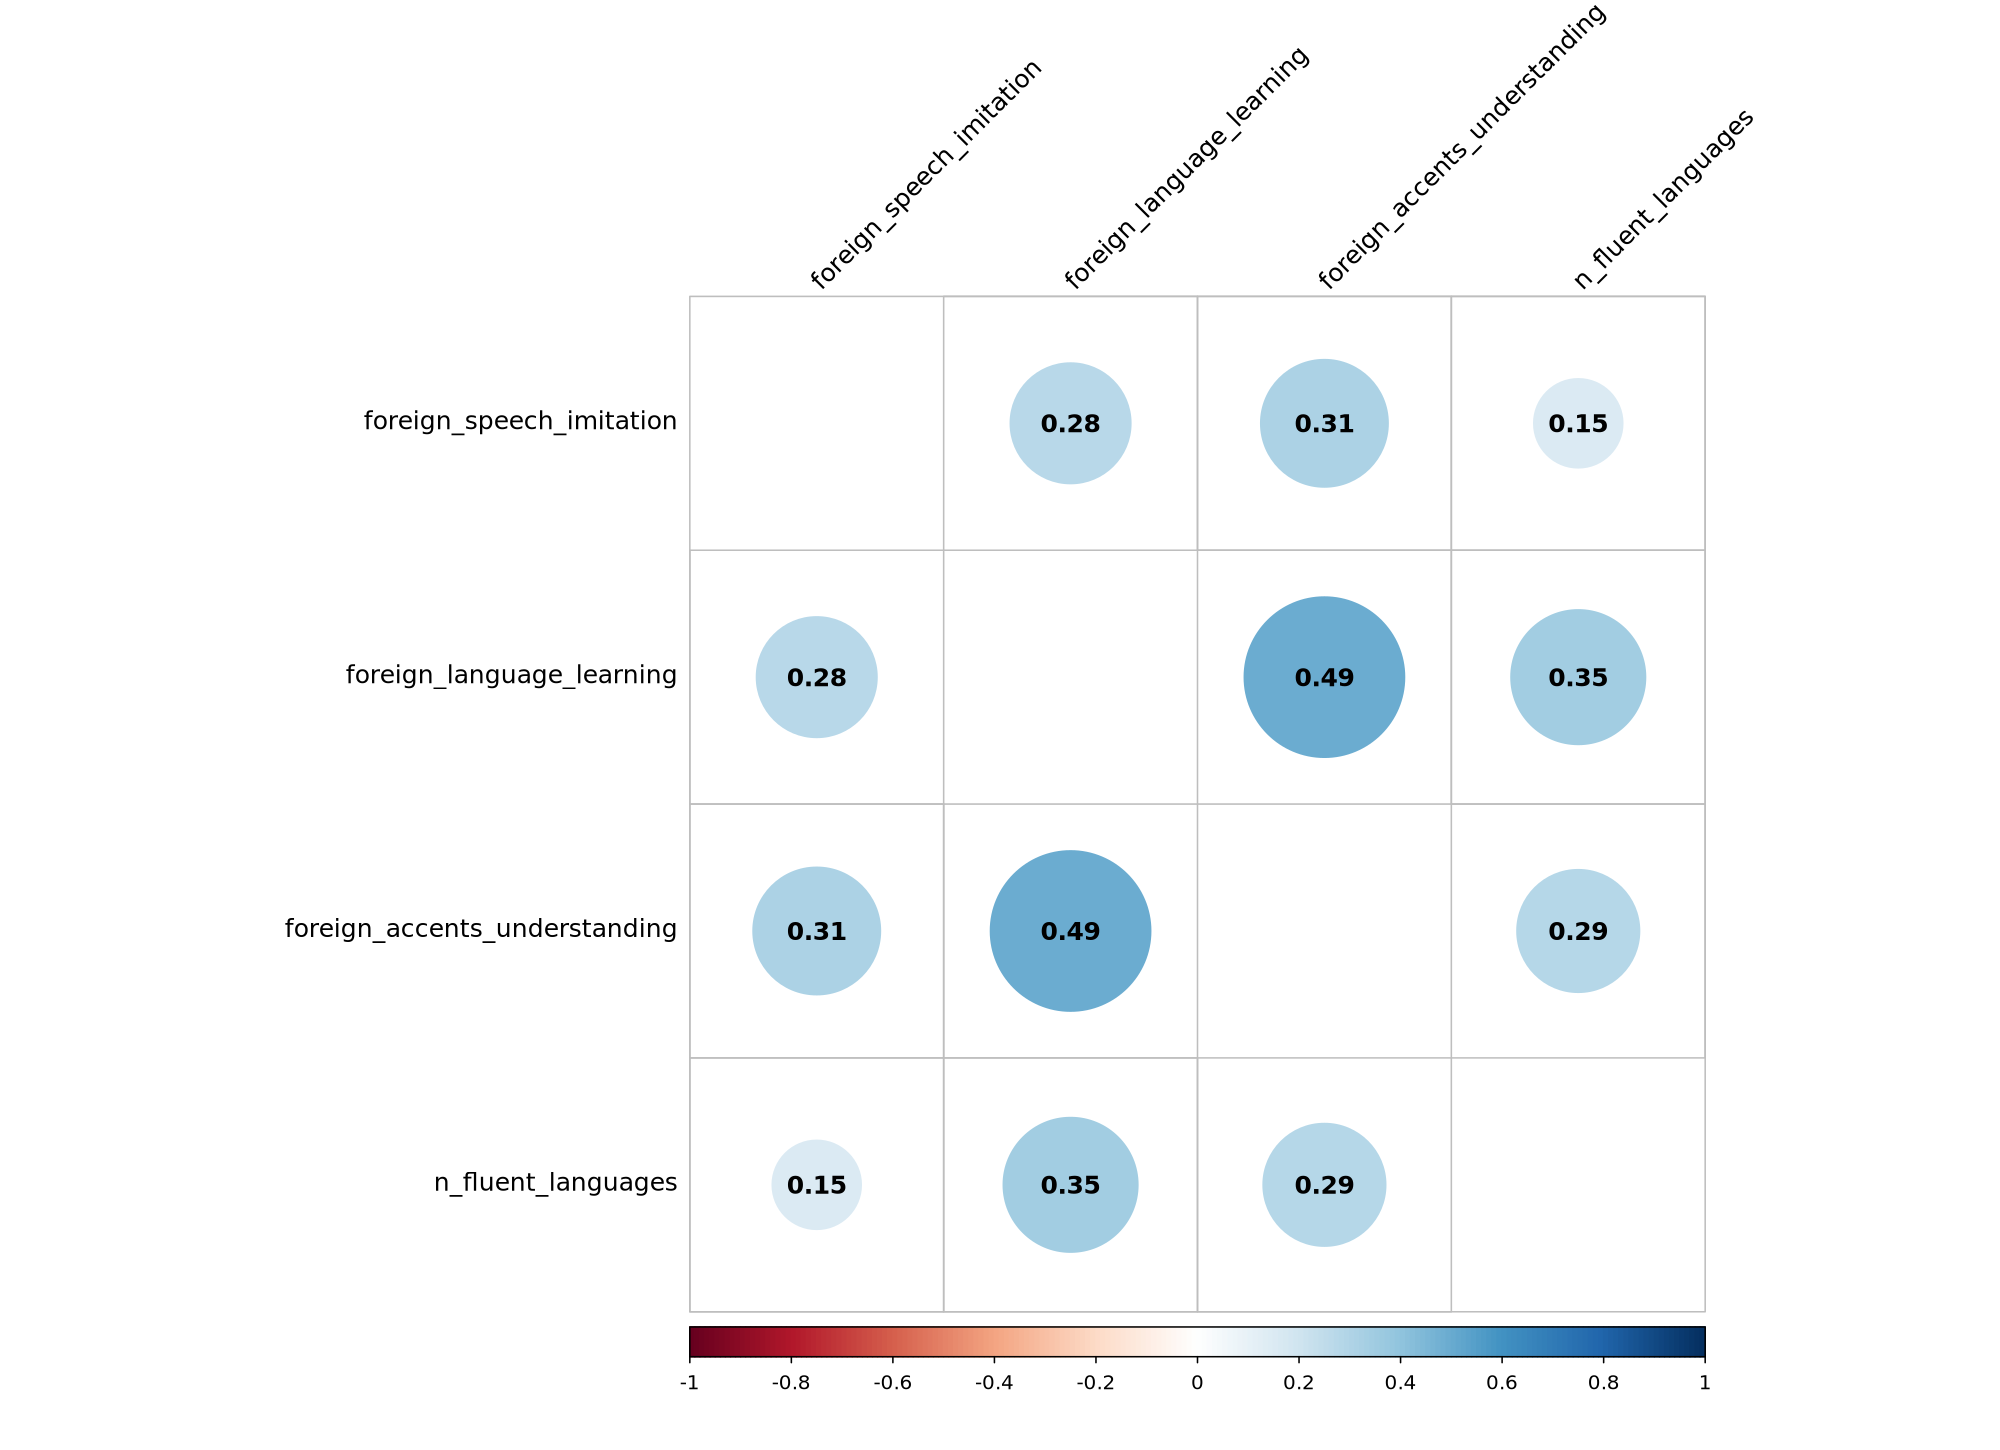 foreign_speech_imitation
foreign_language_learning
foreign_accents_understanding
n_fluent_languages
foreign_speech_imitation 0.28 0.31 0.15
foreign_language_learning 0.28 0.49 0.35
foreign_accents_understanding 0.31 0.49 0.29
n_fluent_languages 0.15 0.35 0.29
-1 -0.8 -0.6 -0.4 -0.2 0 0.2 0.4 0.6 0.8 1